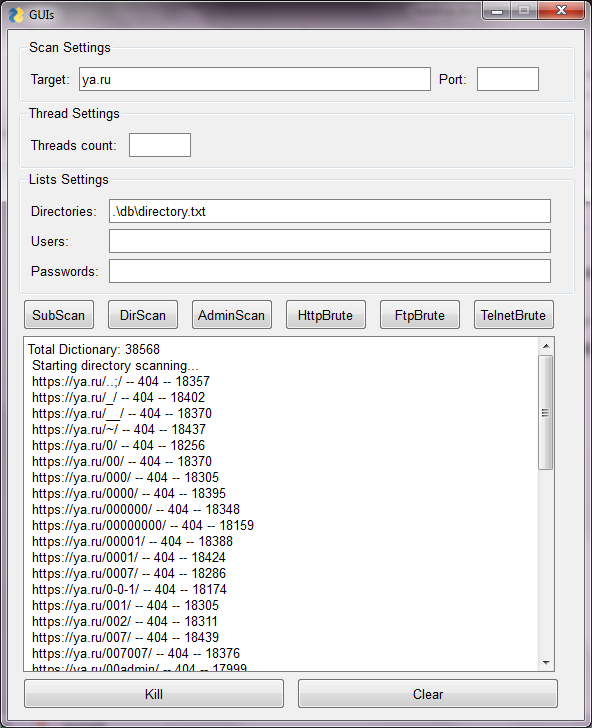 GUIs
Scan Settings
Target: ya.ru Port:
Thread Settings
Threads count:
Lists Settings
Directories: .\db\directory.txt
Users:
Passwords:
SubScan DirScan AdminScan HttpBrute FtpBrute TelnetBrute
Total Dictionary: 38568
Starting directory scanning...
https://ya.ru/..;/ -- 404 -- 18357
https://ya.ru/_/ -- 404 -- 18402
https://ya.ru/__/ -- 404 -- 18370
https://ya.ru/~/ -- 404 -- 18437
https://ya.ru/0/ -- 404 -- 18256
https://ya.ru/00/ -- 404 -- 18370
https://ya.ru/000/ -- 404 -- 18305
https://ya.ru/0000/ -- 404 -- 18395
https://ya.ru/000000/ -- 404 -- 18348
https://ya.ru/00000000/ -- 404 -- 18159
https://ya.ru/00001/ -- 404 -- 18388
https://ya.ru/0001/ -- 404 -- 18424
https://ya.ru/0007/ -- 404 -- 18286
https://ya.ru/0-0-1/ -- 404 -- 18174
https://ya.ru/001/ -- 404 -- 18305
https://ya.ru/002/ -- 404 -- 18311
https://ya.ru/007/ -- 404 -- 18439
https://ya.ru/007007/ -- 404 -- 18376
https://ya.ru/00admin/ -- 404 -- 17999
Kill Clear